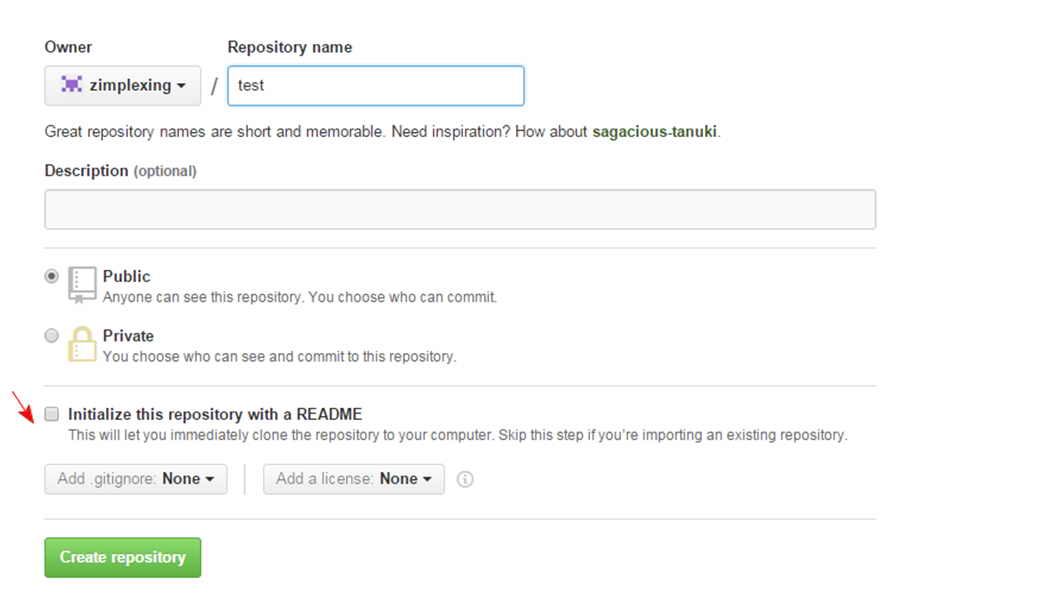 Owner Repository name
zimplexing / test
Great repository names are short and memorable. Need inspiration? How about sagacious-tanuki.
Description (optional)
Public
Anyone can see this repository. You choose who can commit.
Private
You choose who can see and commit to this repository.
Initialize this repository with a README
This will let you immediately clone the repository to your computer. Skip this step if you’re importing an existing repository.
Add .gitignore: None Add a license: None
Create repository